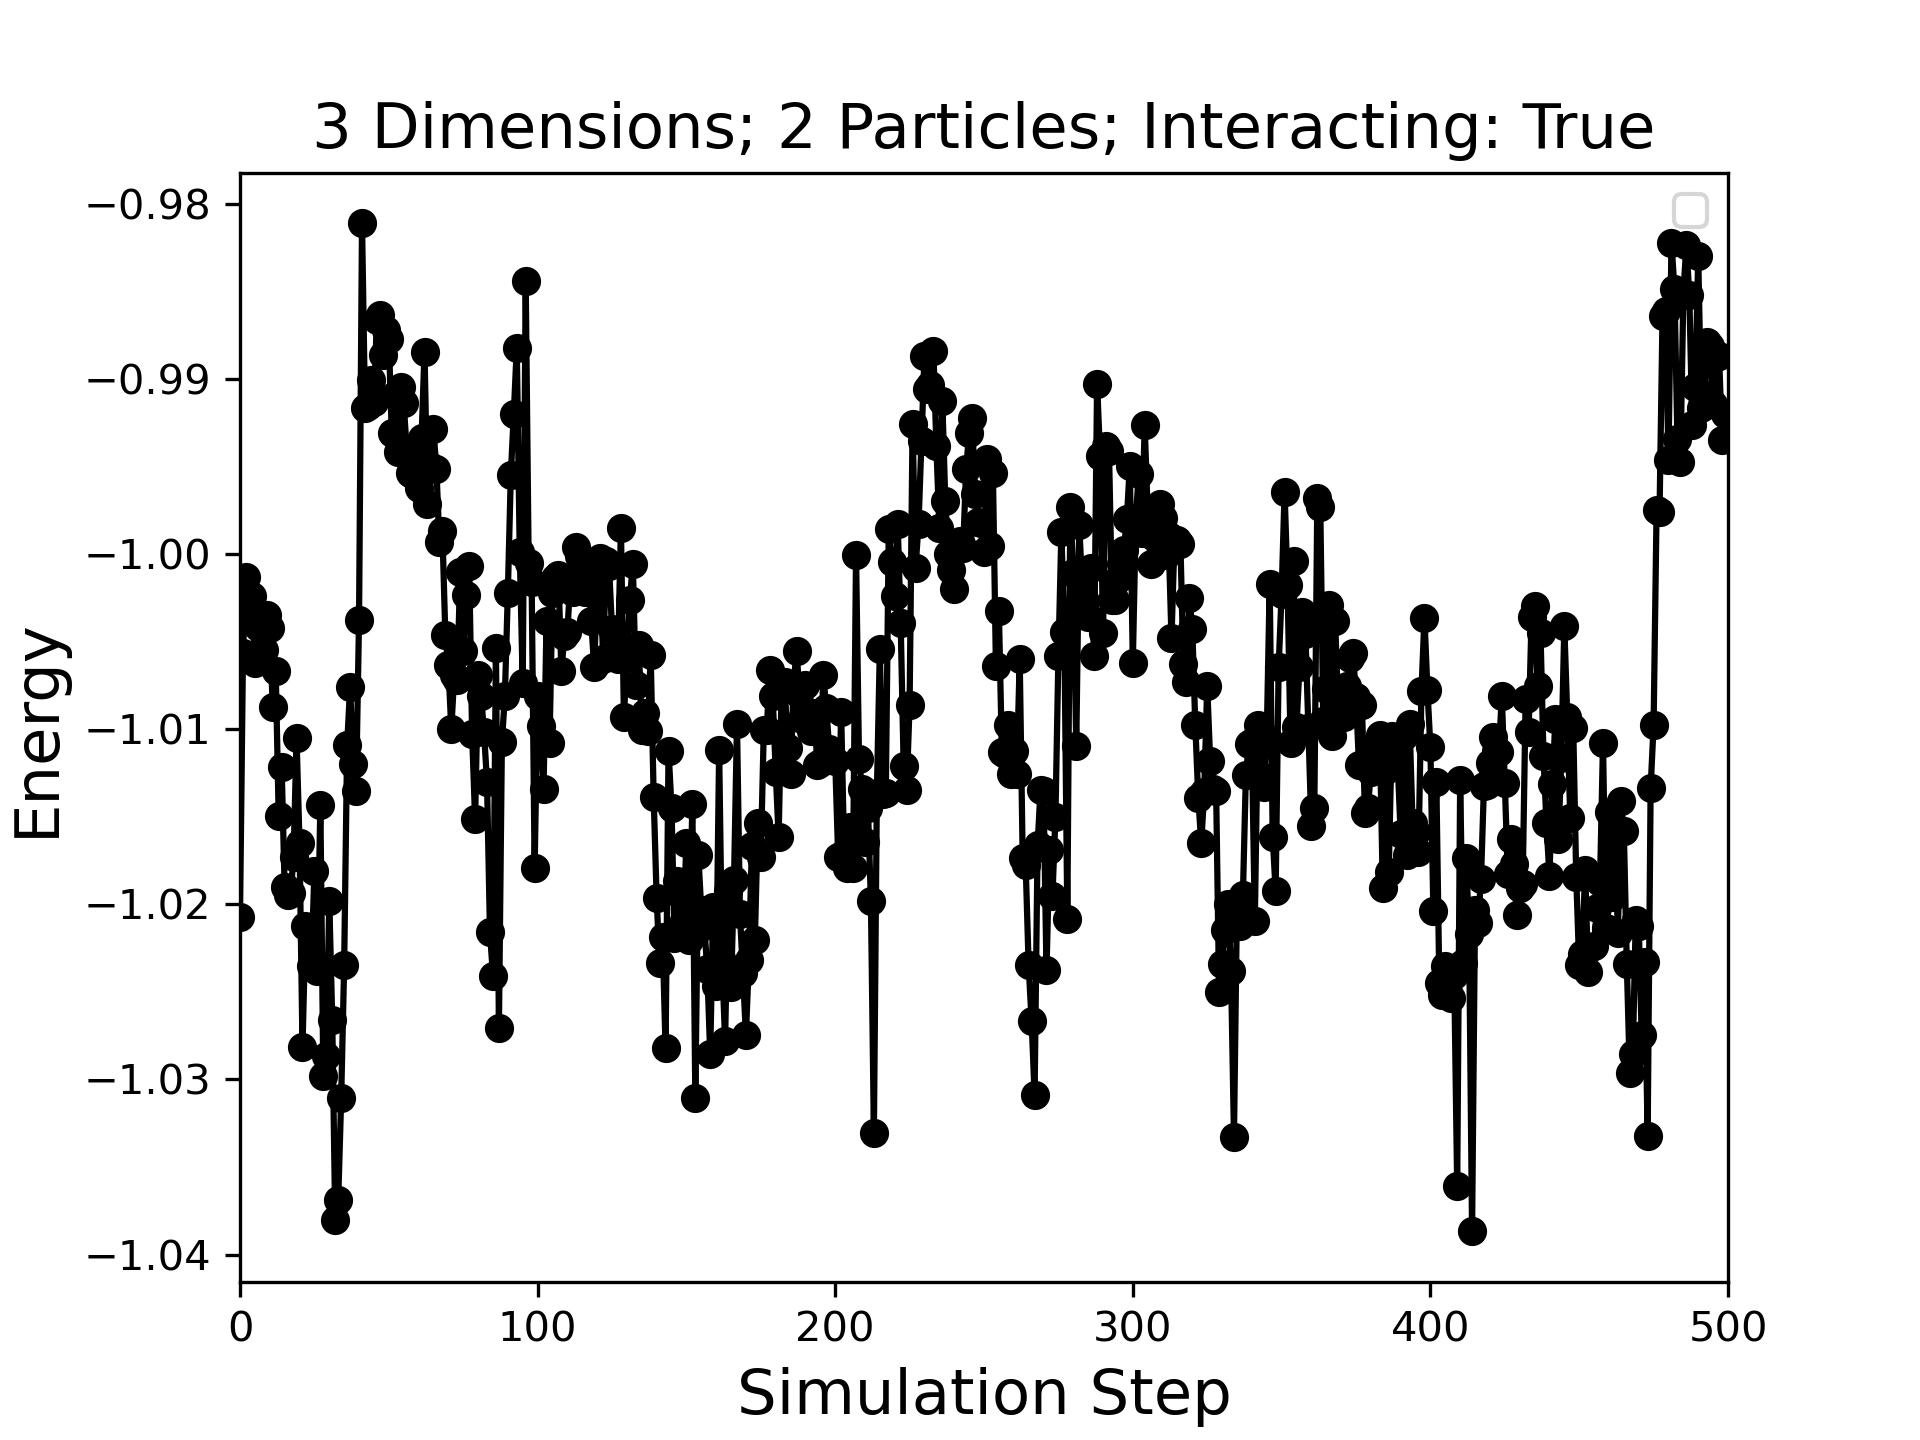 3 Dimensions; 2 Particles; Interacting: True
−0.98
−0.99
−1.00
−1.01
−1.02
−1.03
−1.04
Energy
0 100 200 300 400 500
Simulation Step